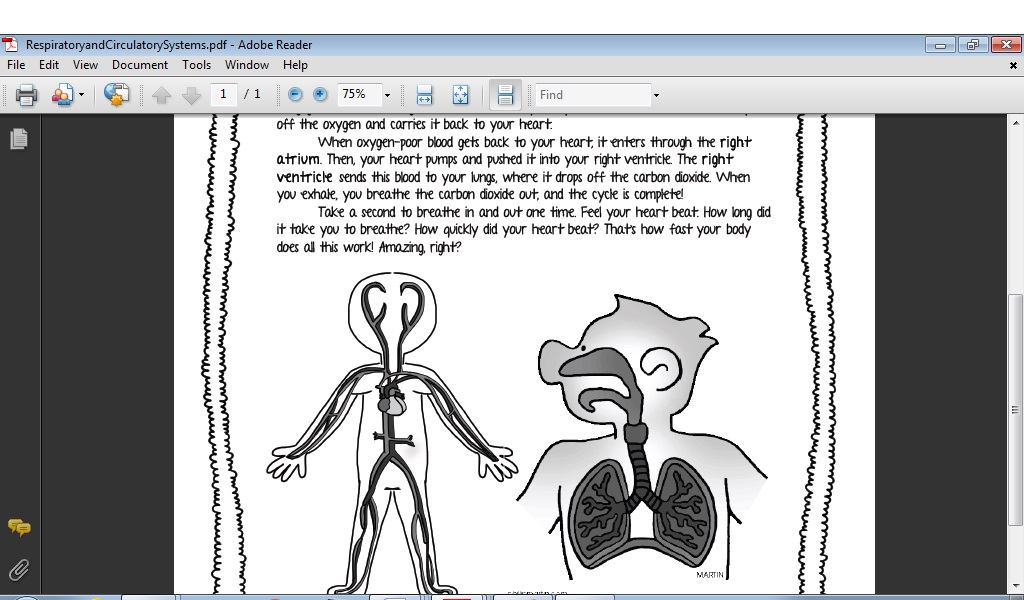 RespiratoryandCirculatorySystems.pdf - Adobe Reader
File Edit View Document Tools Window Help
1 / 1 75% Find
off the oxygen and carries it back to your heart.
When oxygen-poor blood gets back to your heart, it enters through the right
atrium. Then, your heart pumps and pushed it into your right ventricle. The right
ventricle sends this blood to your lungs, where it drops off the carbon dioxide. When
you exhale, you breathe the carbon dioxide out, and the cycle is complete!
Take a second to breathe in and out one time. Feel your heart beat. How long did
it take you to breathe? How quickly did your heart beat? That's how fast your body
does all this work! Amazing, right?
MARTIN